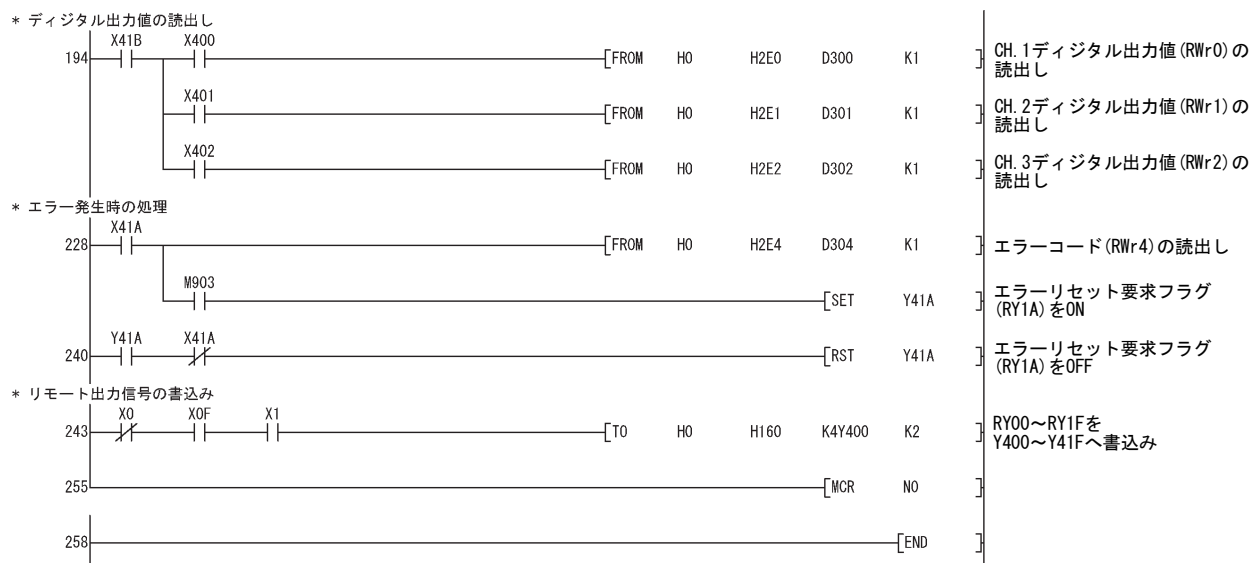 * ディジタル出力値の読出し
X41B X400
194 [FROM H0 H2E0 D300 K1 ] CH.1ディジタル出力値(RWr0)の
読出し
X401
[FROM H0 H2E1 D301 K1 ] CH.2ディジタル出力値(RWr1)の
読出し
X402
[FROM H0 H2E2 D302 K1 ] CH.3ディジタル出力値(RWr2)の
読出し
* エラー発生時の処理
X41A
228 [FROM H0 H2E4 D304 K1 ] エラーコード(RWr4)の読出し
M903
[SET Y41A ] エラーリセット要求フラグ
(RY1A)をON
Y41A X41A
240 [RST Y41A ] エラーリセット要求フラグ
(RY1A)をOFF
* リモート出力信号の書込み
X0 X0F X1
243 [TO H0 H160 K4Y400 K2 ] RY00～RY1Fを
Y400～Y41Fへ書込み
255 [MCR N0 ]
258 [END ]